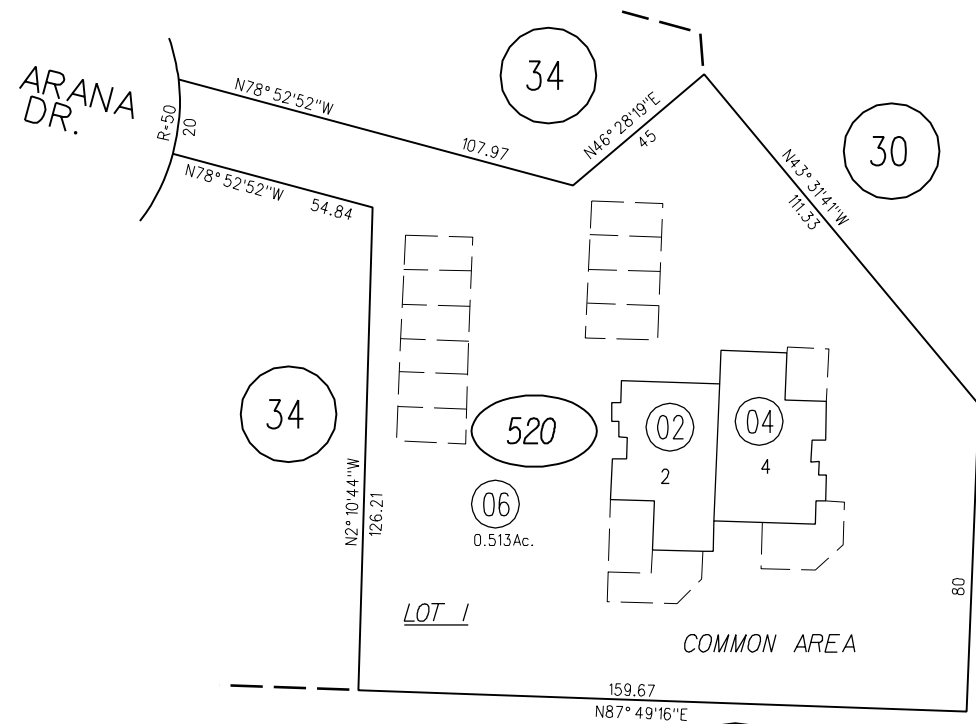 ARANA
DR.
R=50
20
N78°52'52"W
107.97
N78°52'52"W
54.84
34
N46°28'19"E
45
30
N43°31'41"W
111.33
34
N2°10'44"W
126.21
520
02
2
04
4
06
0.513Ac.
LOT 1
COMMON AREA
80
159.67
N87°49'16"E